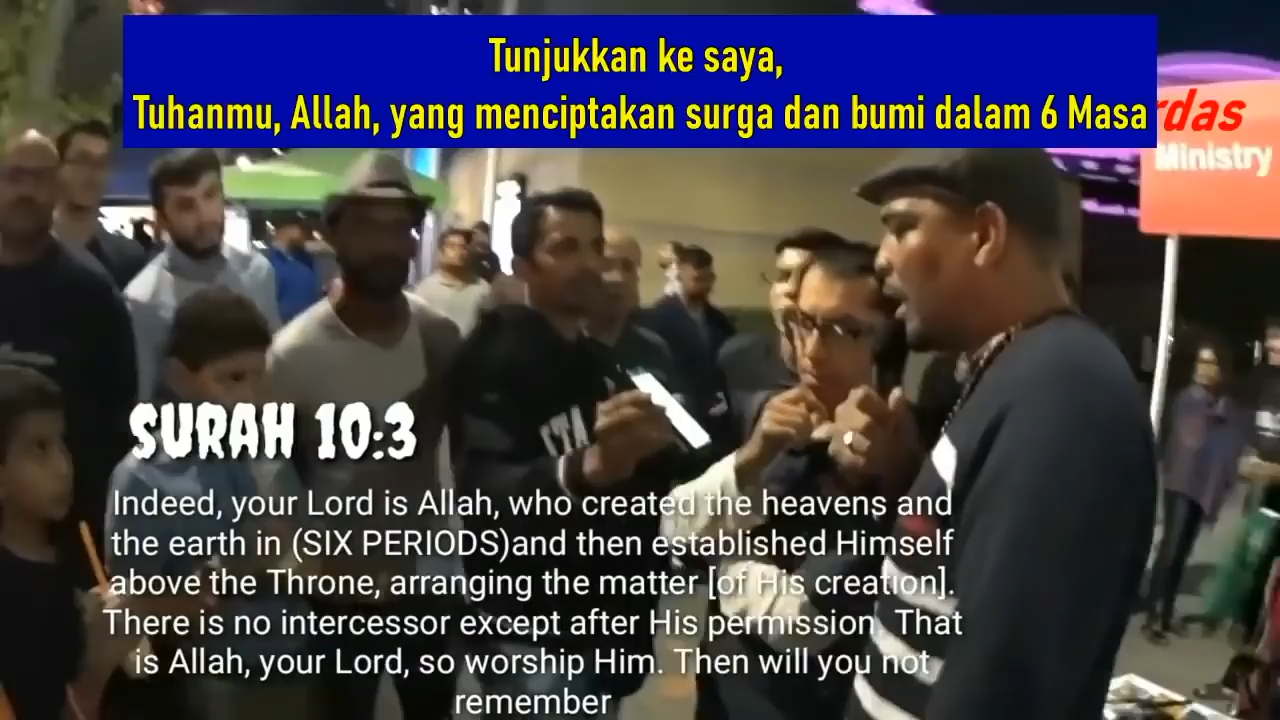 Tunjukkan ke saya,
Tuhanmu, Allah, yang menciptakan surga dan bumi dalam 6 Masa
rdas
Ministry
SURAH 10:3
Indeed, your Lord is Allah, who created the heavens and
the earth in (SIX PERIODS)and then established Himself
above the Throne, arranging the matter [of His creation].
There is no intercessor except after His permission. That
is Allah, your Lord, so worship Him. Then will you not
remember
CTA